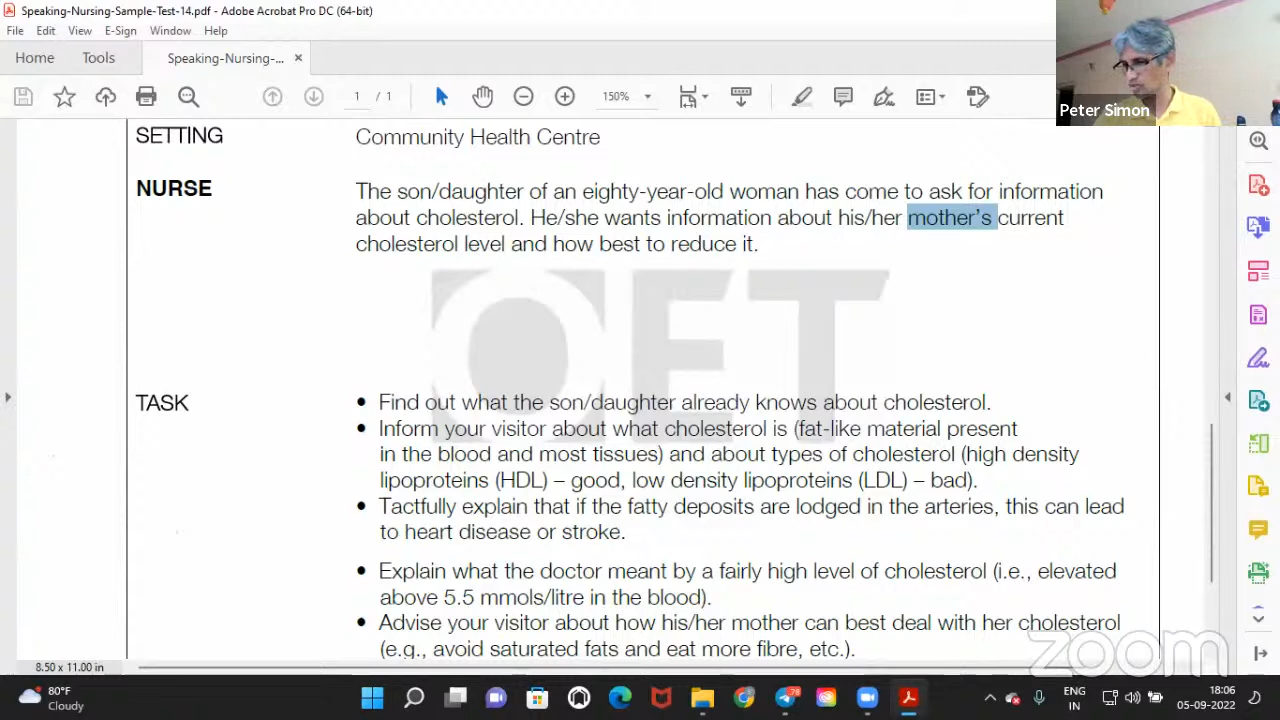 Speaking-Nursing-Sample-Test-14.pdf - Adobe Acrobat Pro DC (64-bit)
File Edit View E-Sign Window Help
Home Tools Speaking-Nursing-... ×
1 / 1 150%
Peter Simon
SETTING Community Health Centre
NURSE The son/daughter of an eighty-year-old woman has come to ask for information
about cholesterol. He/she wants information about his/her mother's current
cholesterol level and how best to reduce it.
OET
TASK • Find out what the son/daughter already knows about cholesterol.
• Inform your visitor about what cholesterol is (fat-like material present
in the blood and most tissues) and about types of cholesterol (high density
lipoproteins (HDL) – good, low density lipoproteins (LDL) – bad).
• Tactfully explain that if the fatty deposits are lodged in the arteries, this can lead
to heart disease or stroke.
• Explain what the doctor meant by a fairly high level of cholesterol (i.e., elevated
above 5.5 mmols/litre in the blood).
• Advise your visitor about how his/her mother can best deal with her cholesterol
(e.g., avoid saturated fats and eat more fibre, etc.).
zoom
8.50 x 11.00 in
80°F
Cloudy
78
ENG
IN
18:06
05-09-2022